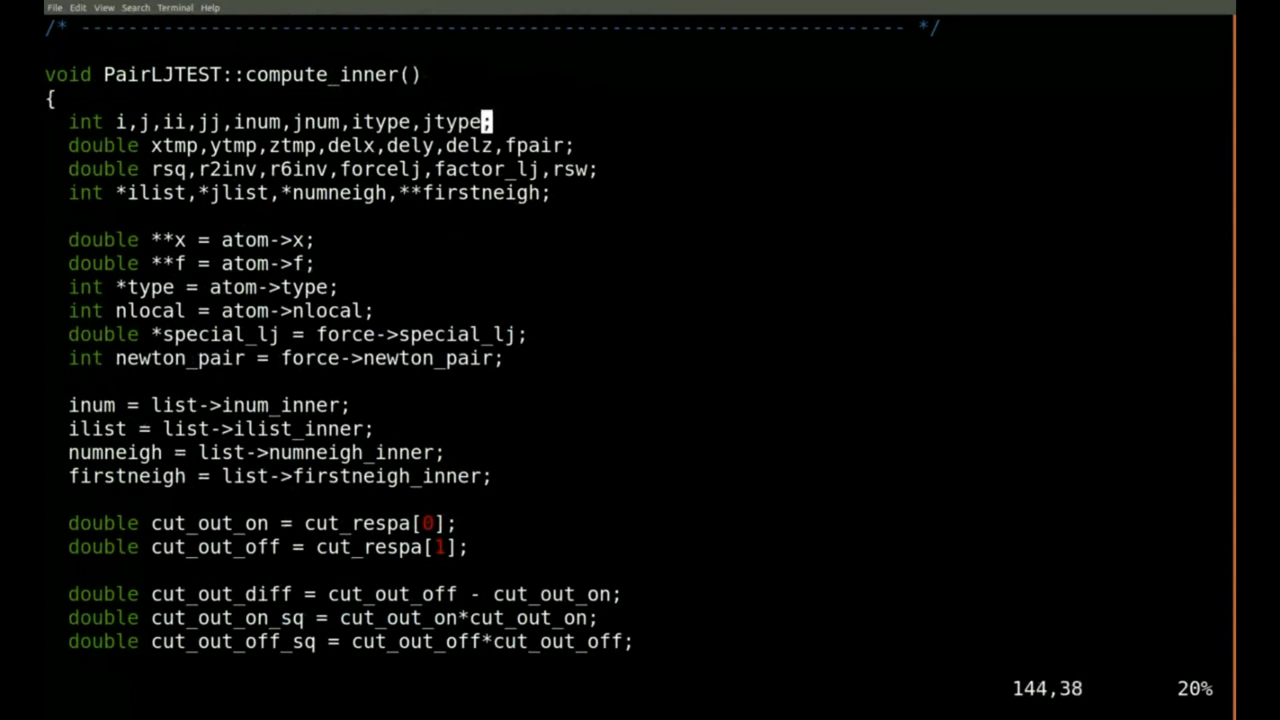 File Edit View Search Terminal Help
/* ---------------------------------------------------------------------- */
void PairLJTEST::compute_inner()
{
int i,j,ii,jj,inum,jnum,itype,jtype;
double xtmp,ytmp,ztmp,delx,dely,delz,fpair;
double rsq,r2inv,r6inv,forcelj,factor_lj,rsw;
int *ilist,*jlist,*numneigh,**firstneigh;
double **x = atom->x;
double **f = atom->f;
int *type = atom->type;
int nlocal = atom->nlocal;
double *special_lj = force->special_lj;
int newton_pair = force->newton_pair;
inum = list->inum_inner;
ilist = list->ilist_inner;
numneigh = list->numneigh_inner;
firstneigh = list->firstneigh_inner;
double cut_out_on = cut_respa[0];
double cut_out_off = cut_respa[1];
double cut_out_diff = cut_out_off - cut_out_on;
double cut_out_on_sq = cut_out_on*cut_out_on;
double cut_out_off_sq = cut_out_off*cut_out_off;
144,38 20%